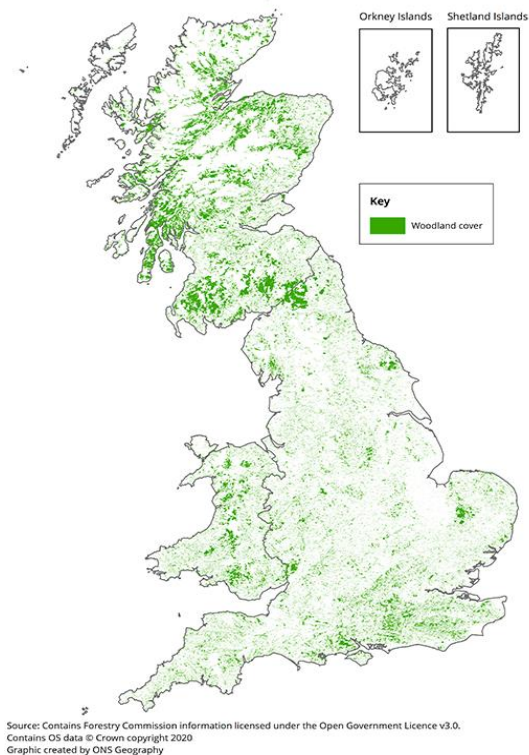 Orkney Islands
Shetland Islands
Key
Woodland cover
Source: Contains Forestry Commission information licensed under the Open Government Licence v3.0.
Contains OS data © Crown copyright 2020
Graphic created by ONS Geography